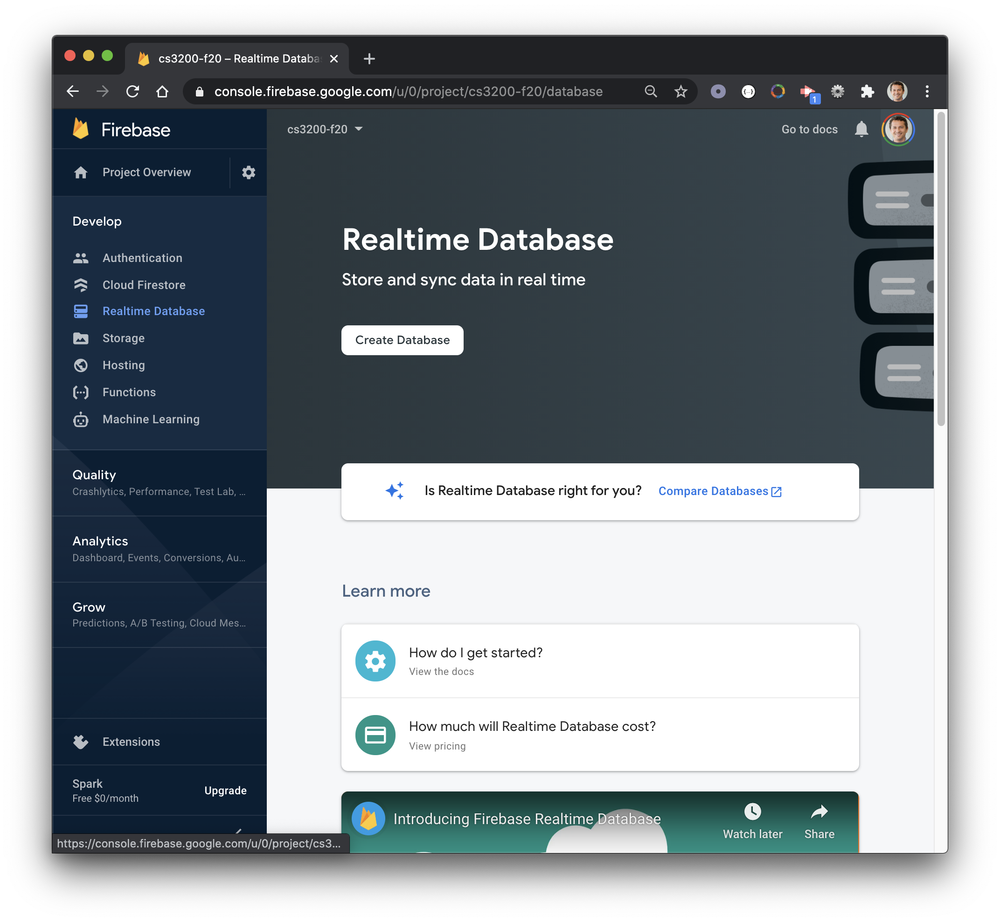 cs3200-f20 – Realtime Databa
console.firebase.google.com/u/0/project/cs3200-f20/database
{...}
1
Firebase
cs3200-f20
Go to docs
Project Overview
Develop
Authentication
Cloud Firestore
Realtime Database
Storage
Hosting
Functions
Machine Learning
Quality
Crashlytics, Performance, Test Lab, ...
Analytics
Dashboard, Events, Conversions, Au...
Grow
Predictions, A/B Testing, Cloud Mes...
Extensions
Spark
Free $0/month
Upgrade
https://console.firebase.google.com/u/0/project/cs3...
Realtime Database
Store and sync data in real time
Create Database
Is Realtime Database right for you? Compare Databases
Learn more
How do I get started?
View the docs
How much will Realtime Database cost?
View pricing
Introducing Firebase Realtime Database
Watch later
Share